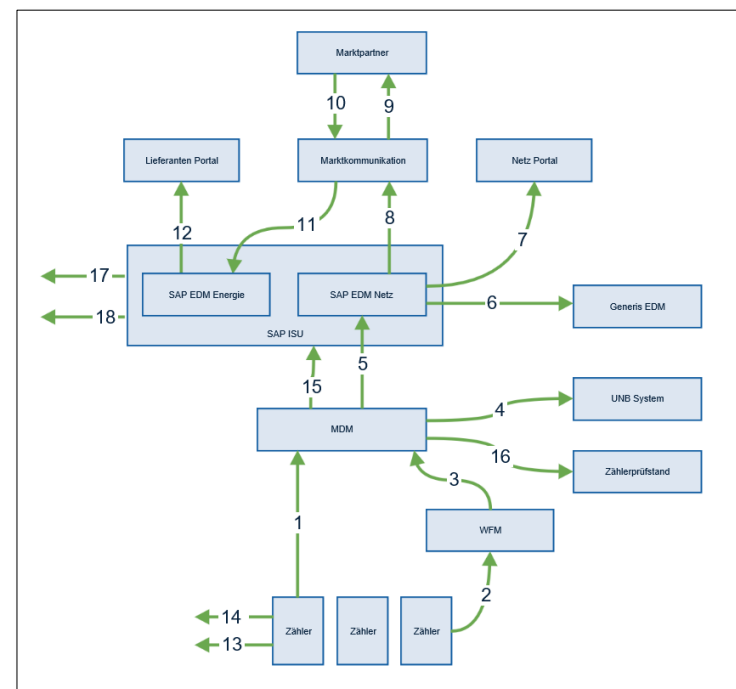 Marktpartner
10
9
Lieferanten Portal
Marktkommunikation
Netz Portal
12
11
8
7
17
SAP EDM Energie
SAP EDM Netz
6
Generis EDM
18
SAP ISU
15
5
4
UNB System
MDM
16
Zählerprüfstand
3
1
WFM
2
14
13
Zähler
Zähler
Zähler